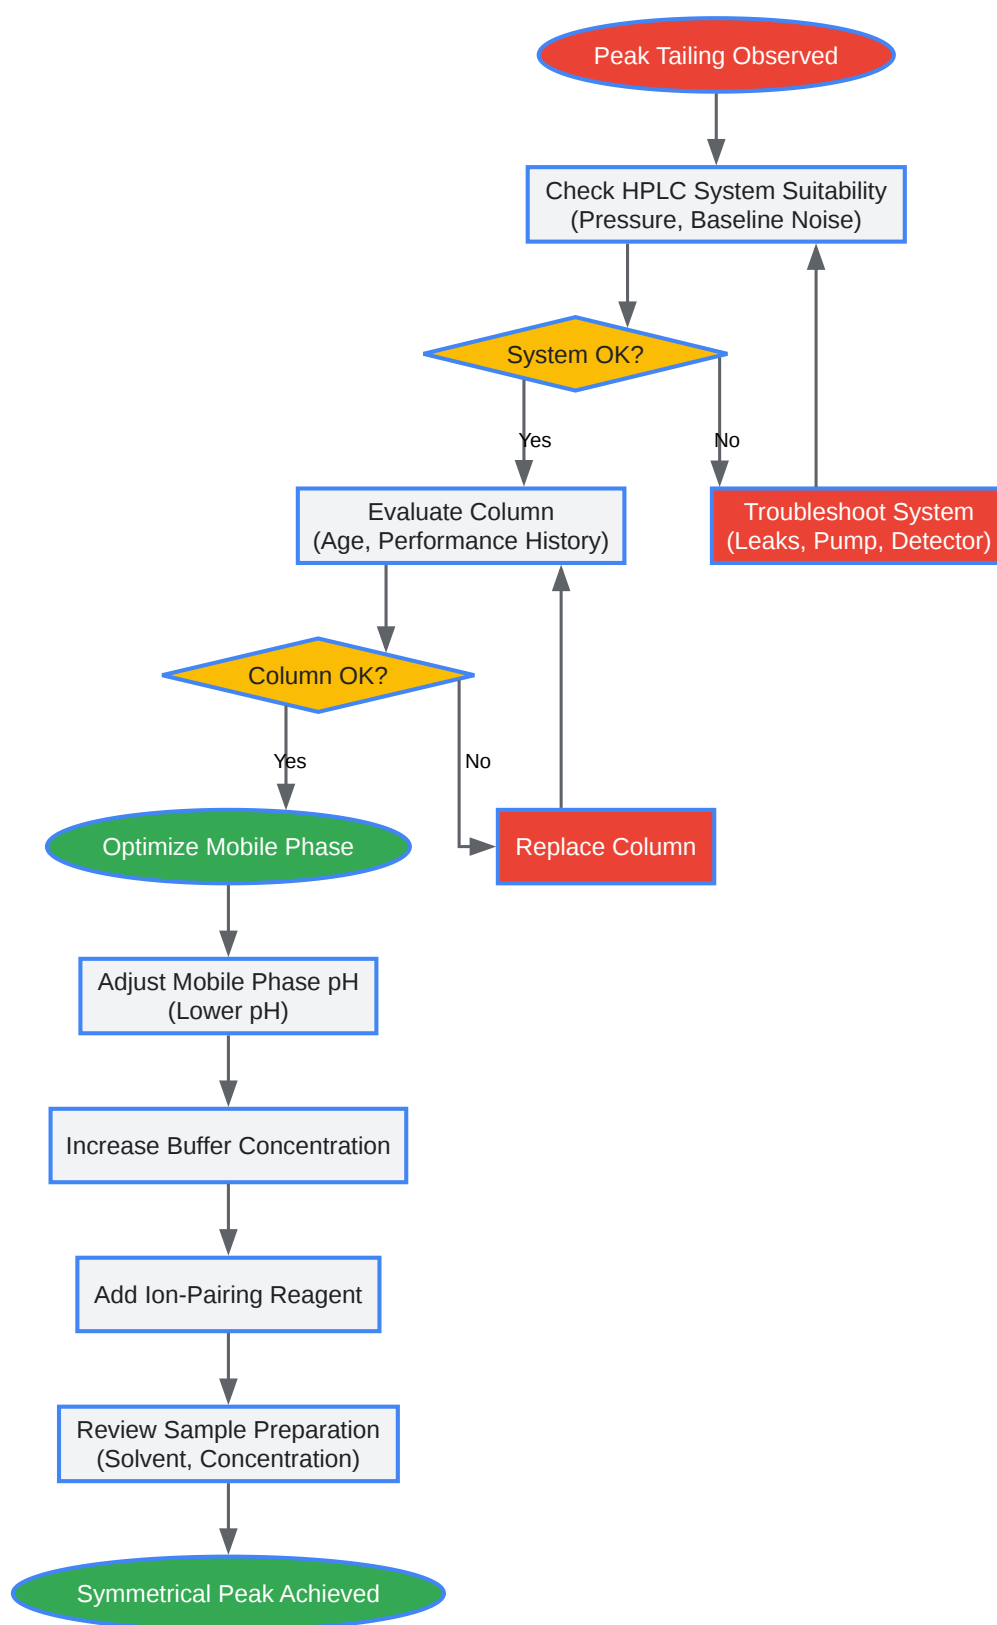 Peak Tailing Observed
Check HPLC System Suitability
(Pressure, Baseline Noise)
System OK?
Yes
No
Evaluate Column
(Age, Performance History)
Troubleshoot System
(Leaks, Pump, Detector)
Column OK?
Yes
No
Optimize Mobile Phase
Replace Column
Adjust Mobile Phase pH
(Lower pH)
Increase Buffer Concentration
Add Ion-Pairing Reagent
Review Sample Preparation
(Solvent, Concentration)
Symmetrical Peak Achieved